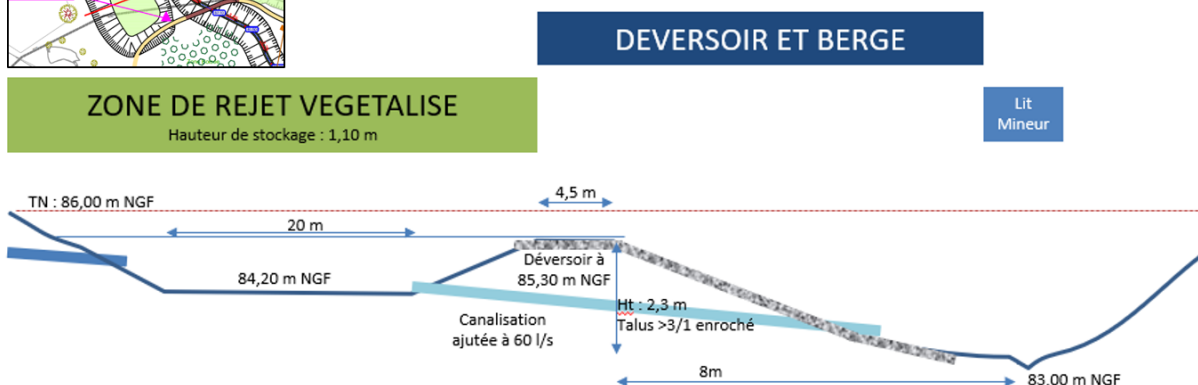 DEVERSOIR ET BERGE
ZONE DE REJET VEGETALISE
Hauteur de stockage : 1,10 m
Lit
Mineur
TN : 86,00 m NGF
4,5 m
20 m
84,20 m NGF
Déversoir à
85,30 m NGF
Ht : 2,3 m
Talus >3/1 enroché
Canalisation
ajutée à 60 l/s
8m
83,00 m NGF